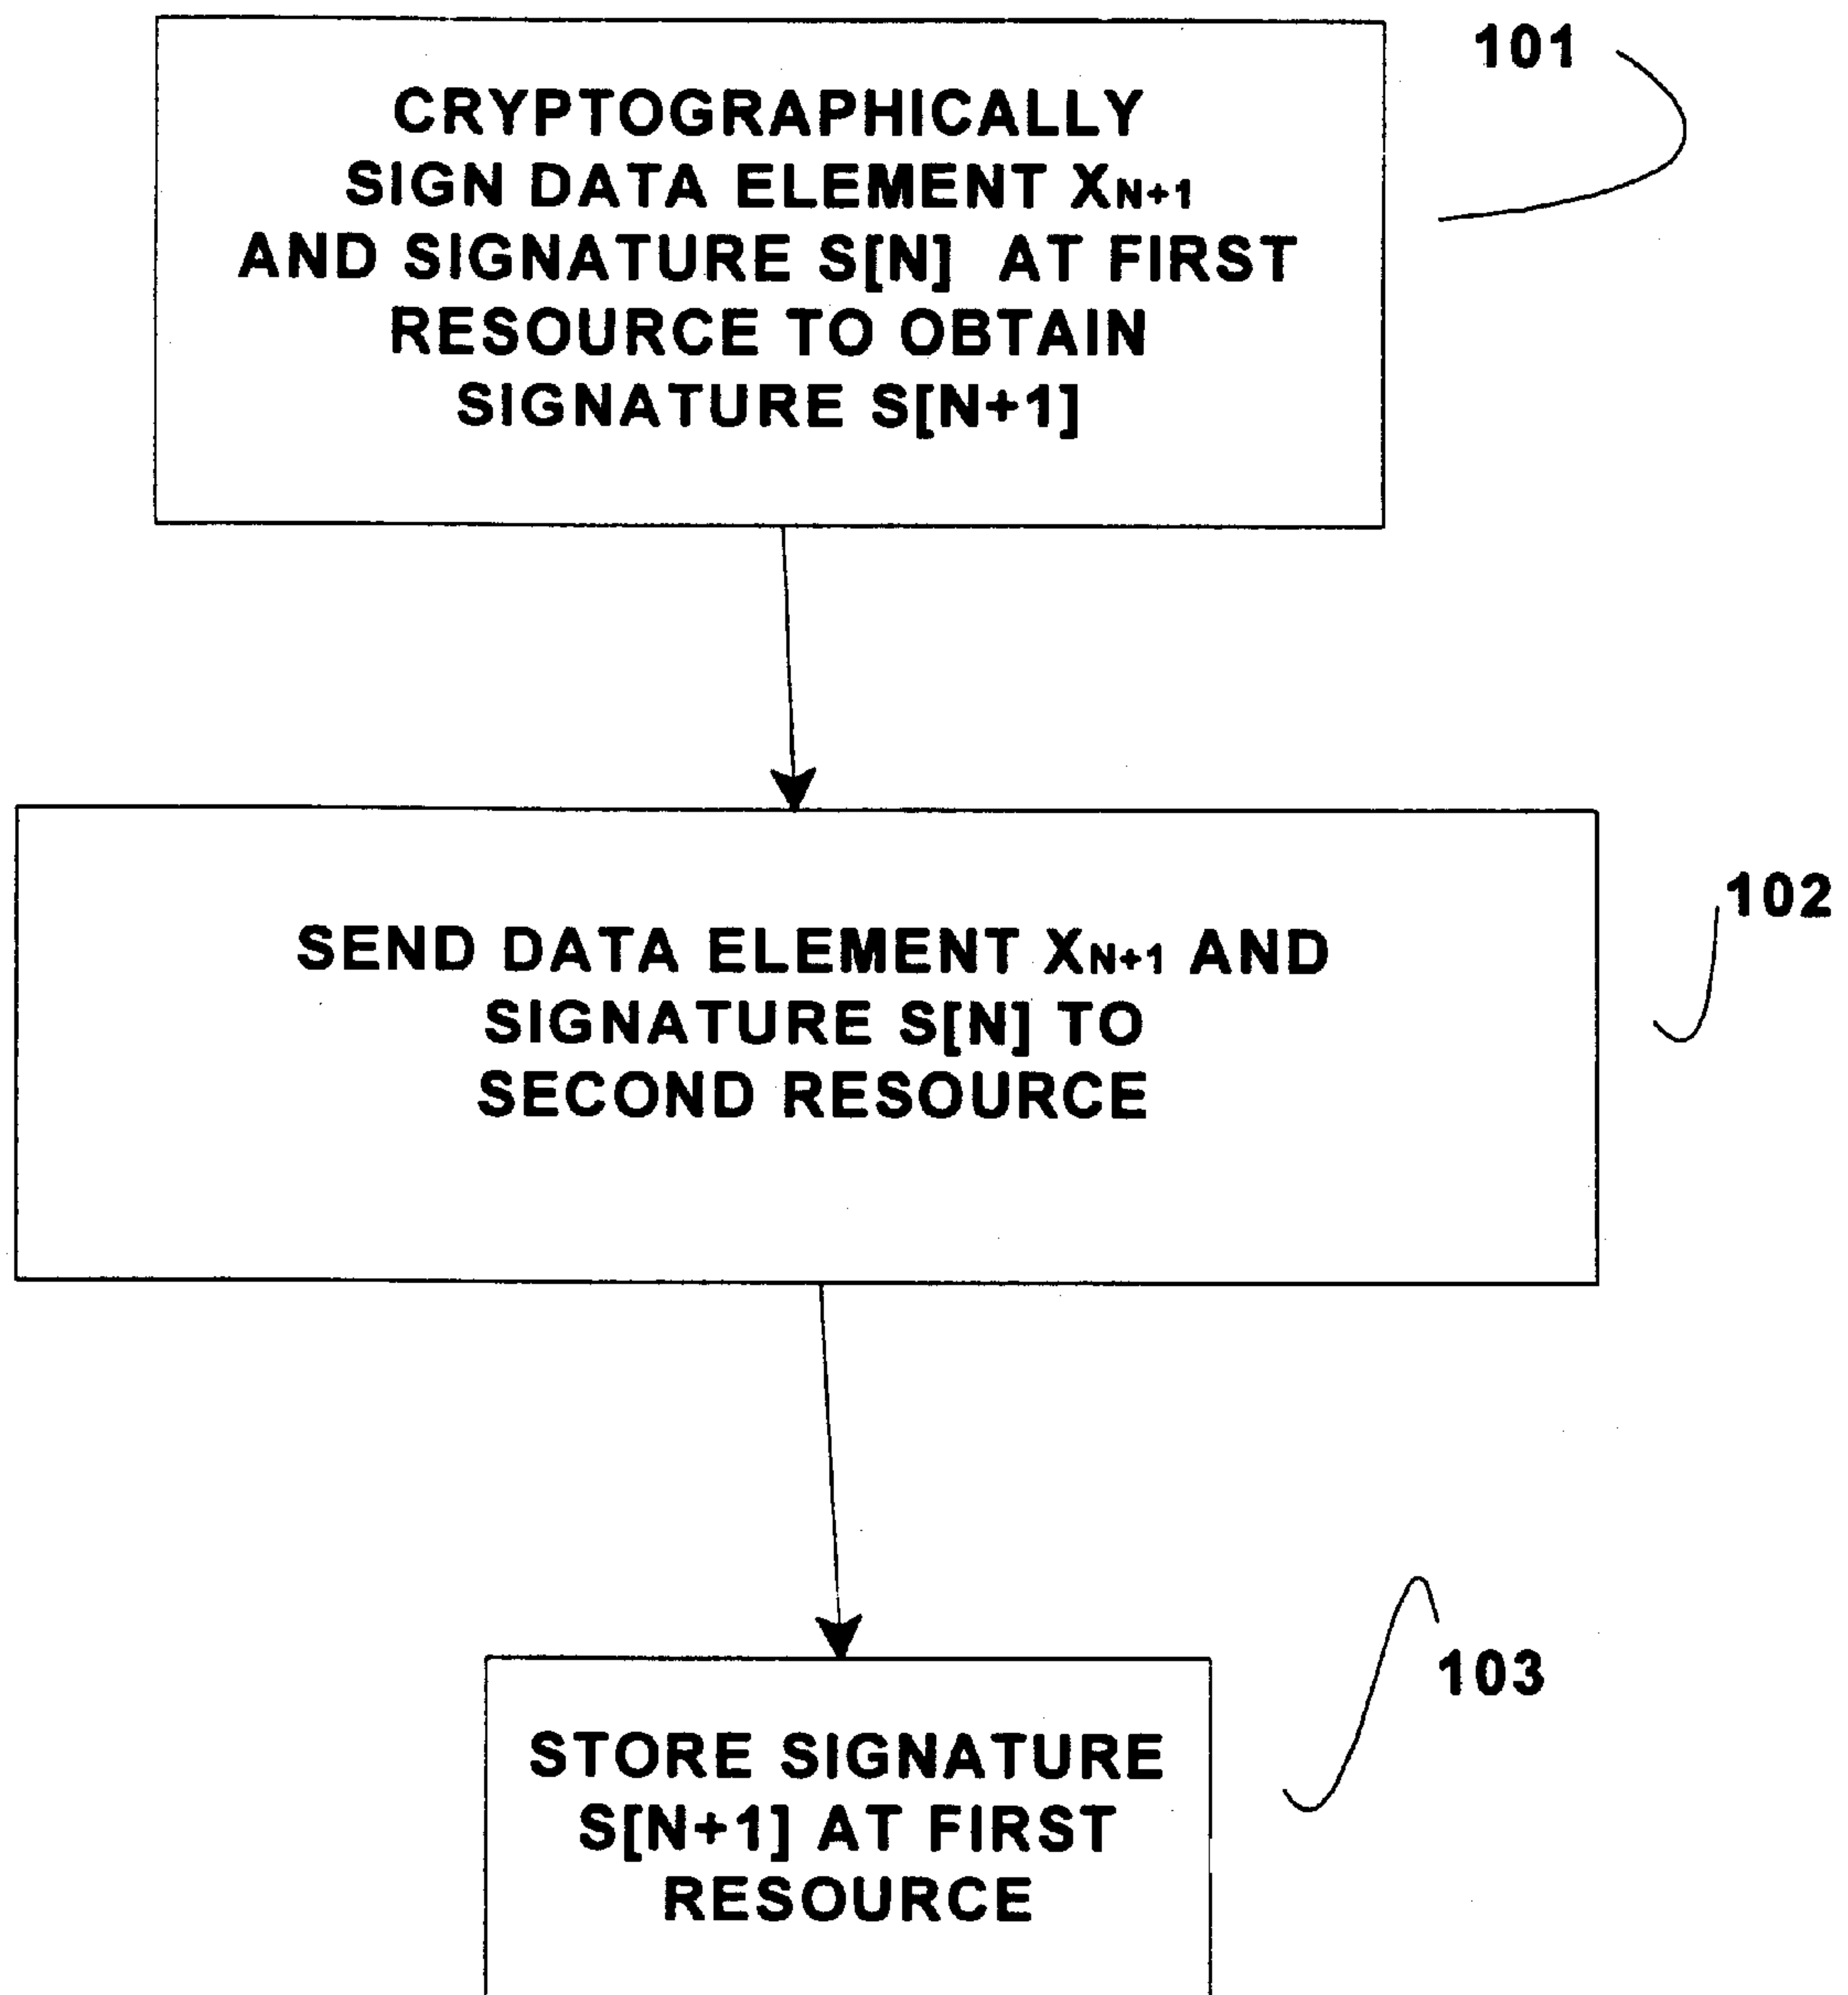 101
CRYPTOGRAPHICALLY
SIGN DATA ELEMENT XN+1
AND SIGNATURE S[N] AT FIRST
RESOURCE TO OBTAIN
SIGNATURE S[N+1]
102
SEND DATA ELEMENT XN+1 AND
SIGNATURE S[N] TO
SECOND RESOURCE
103
STORE SIGNATURE
S[N+1] AT FIRST
RESOURCE